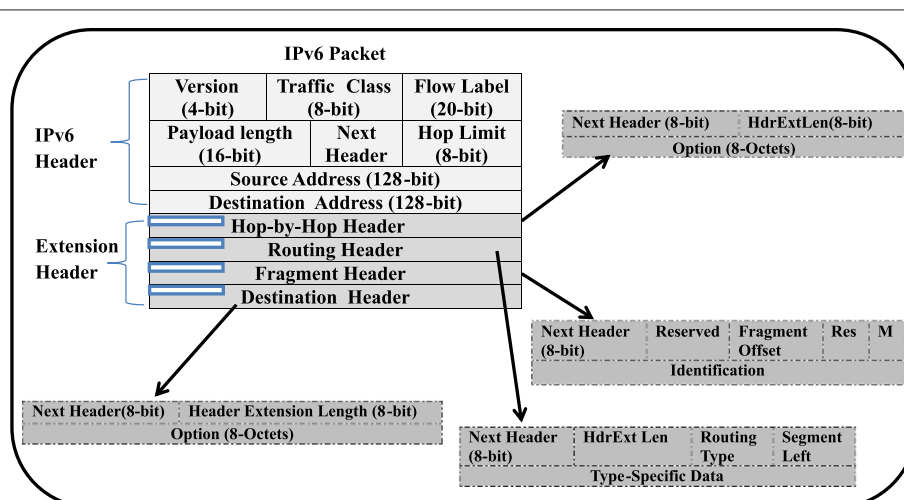 IPv6 Packet
Version Traffic Class Flow Label
(4-bit) (8-bit) (20-bit)
Payload length Next Hop Limit
(16-bit) Header (8-bit)
Source Address (128-bit)
Destination Address (128-bit)
Hop-by-Hop Header
Routing Header
Fragment Header
Destination Header
IPv6
Header
Extension
Header
Next Header (8-bit) HdrExtLen(8-bit)
Option (8-Octets)
Next Header Reserved Fragment Res M
(8-bit) Offset
Identification
Next Header(8-bit) Header Extension Length (8-bit)
Option (8-Octets)
Next Header HdrExt Len Routing Segment
(8-bit) Type Left
Type-Specific Data